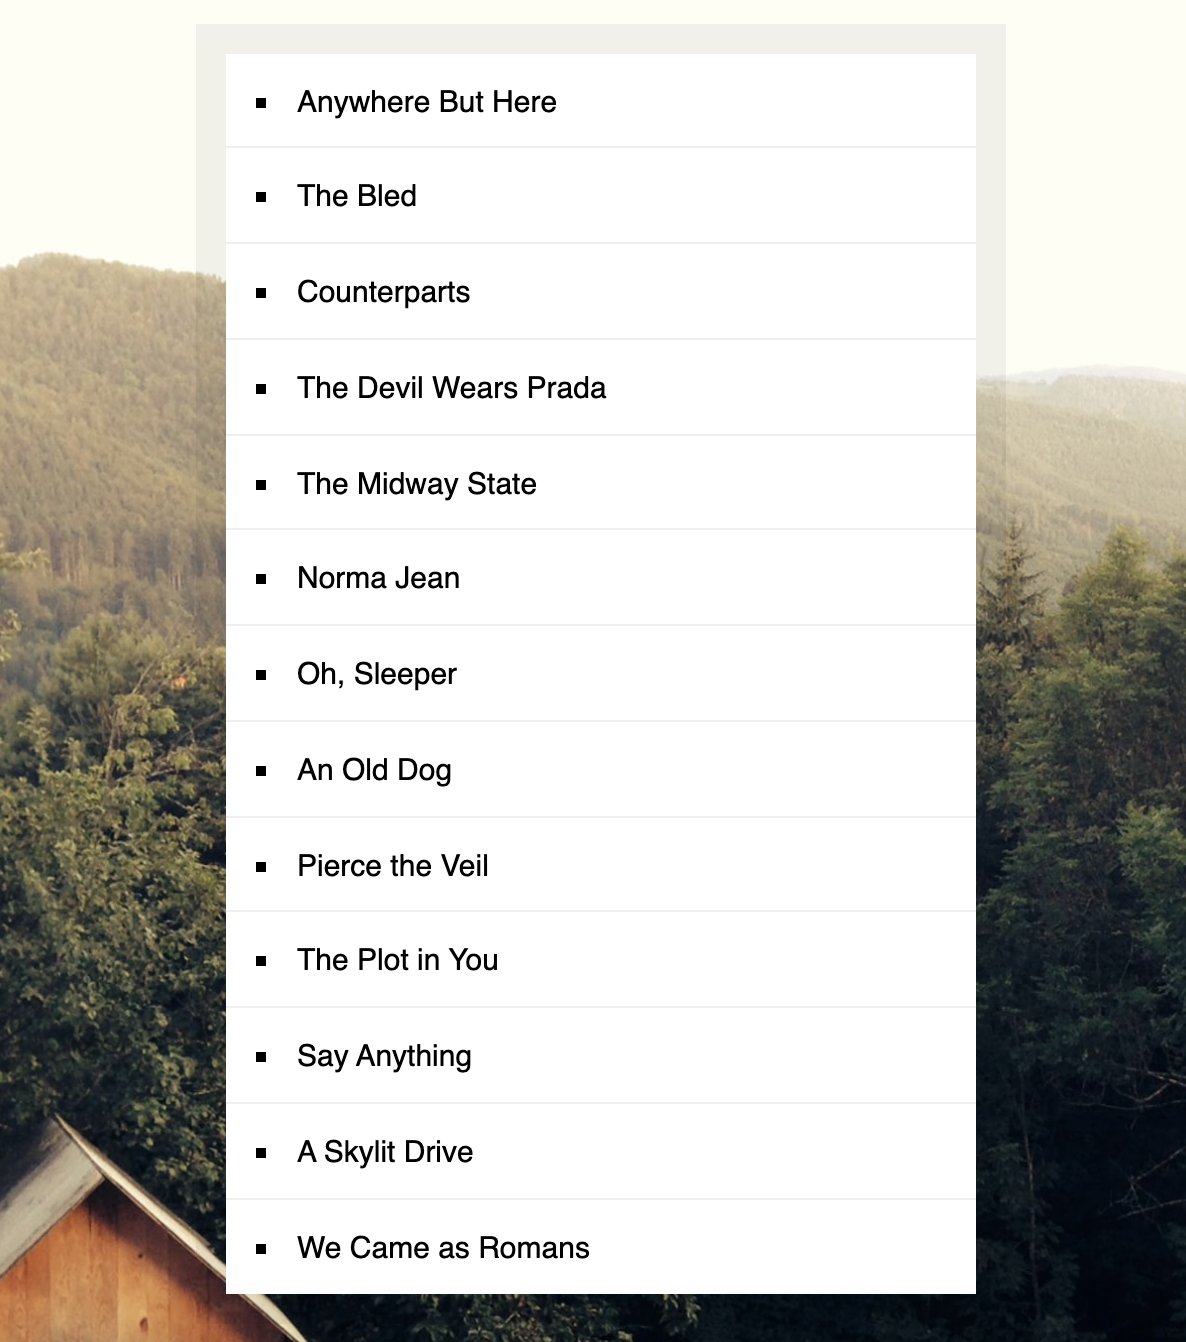 Anywhere But Here
The Bled
Counterparts
The Devil Wears Prada
The Midway State
Norma Jean
Oh, Sleeper
An Old Dog
Pierce the Veil
The Plot in You
Say Anything
A Skylit Drive
We Came as Romans